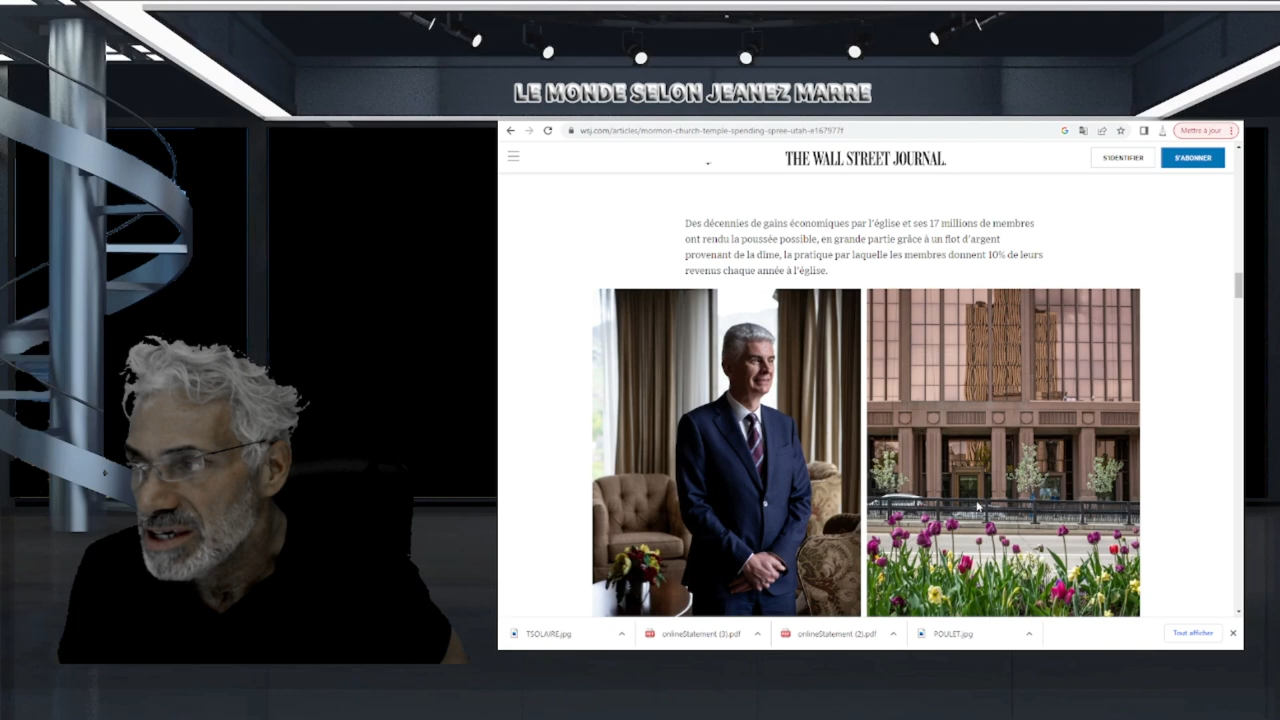 LE MONDE SELON JEANEZ MARRE
wsj.com/articles/mormon-church-temple-spending-spree-utah-e167977f
Mettre à jour
THE WALL STREET JOURNAL.
S'IDENTIFIER
S'ABONNER
Des décennies de gains économiques par l'église et ses 17 millions de membres
ont rendu la poussée possible, en grande partie grâce à un flot d'argent
provenant de la dîme, la pratique par laquelle les membres donnent 10% de leurs
revenus chaque année à l'église.
TSOLAIRE.jpg
onlineStatement (3).pdf
onlineStatement (2).pdf
POULET.jpg
Tout afficher